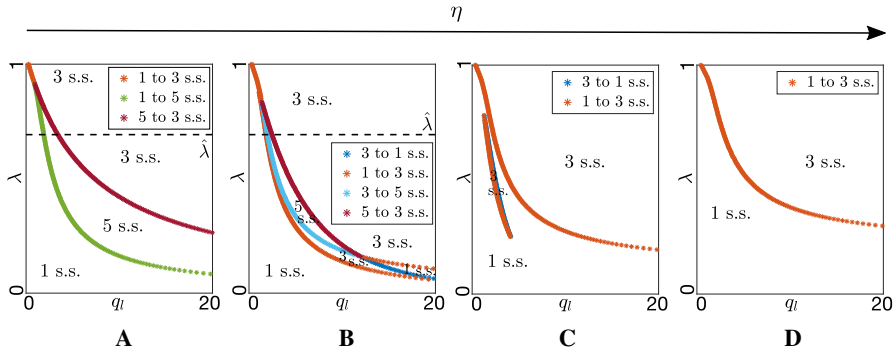 η
1
3 s.s.
1 to 3 s.s.
1 to 5 s.s.
5 to 3 s.s.
λ̂
3 s.s.
λ
5 s.s.
1 s.s.
0
0
q_l
20
A
1
3 s.s.
λ̂
3 to 1 s.s.
1 to 3 s.s.
3 to 5 s.s.
5 to 3 s.s.
λ
5
s.s.
3 s.s.
1 s.s.
3 s.s.
1 s.s.
0
0
q_l
20
B
1
3 to 1 s.s.
1 to 3 s.s.
3 s.s.
λ
3
s.s.
1 s.s.
0
0
q_l
20
C
1
1 to 3 s.s.
3 s.s.
λ
1 s.s.
0
0
q_l
20
D